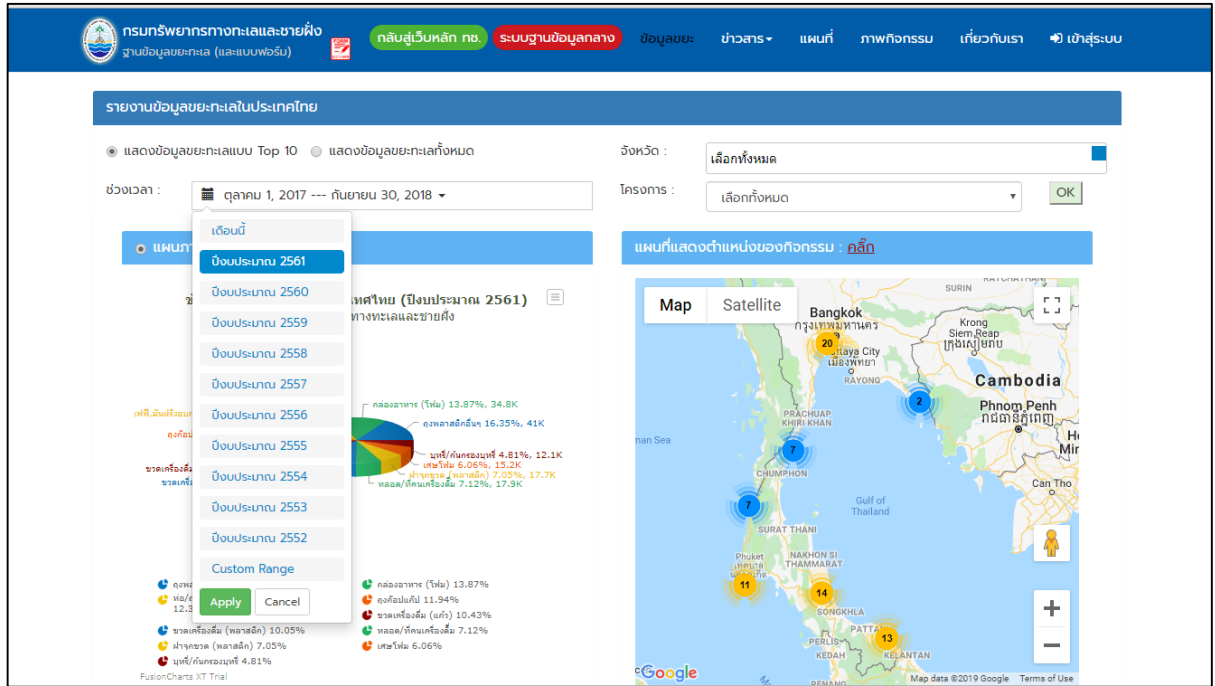 กรมทรัพยากรทางทะเลและชายฝั่ง
ฐานข้อมูลขยะทะเล (และแบบฟอร์ม)
กลับสู่เว็บหลัก ทช. ระบบฐานข้อมูลกลาง ข้อมูลขยะ ข่าวสาร แผนที่ ภาพกิจกรรม เกี่ยวกับเรา เข้าสู่ระบบ
รายงานข้อมูลขยะทะเลในประเทศไทย
แสดงข้อมูลขยะทะเลแบบ Top 10 แสดงข้อมูลขยะทะเลทั้งหมด
จังหวัด : เลือกทั้งหมด
ช่วงเวลา : ตุลาคม 1, 2017 --- กันยายน 30, 2018
โครงการ : เลือกทั้งหมด OK
เดือนนี้
ปีงบประมาณ 2561
ปีงบประมาณ 2560
ปีงบประมาณ 2559
ปีงบประมาณ 2558
ปีงบประมาณ 2557
ปีงบประมาณ 2556
ปีงบประมาณ 2555
ปีงบประมาณ 2554
ปีงบประมาณ 2553
ปีงบประมาณ 2552
Custom Range
Apply Cancel
(ปีงบประมาณ 2561)
ทางทะเลและชายฝั่ง
กล่องอาหาร (โฟม) 13.87%, 34.8K
ถุงพลาสติกอื่นๆ 16.35%, 41K
บุหรี่/ก้นกรองบุหรี่ 4.81%, 12.1K
เศษโฟม 6.06%, 15.2K
ฝาจุกขวด (พลาสติก) 7.05%, 17.7K
หลอด/ที่คนเครื่องดื่ม 7.12%, 17.9K
กล่องอาหาร (โฟม) 13.87%
ถุงก๊อปแก๊ป 11.94%
ขวดเครื่องดื่ม (แก้ว) 10.43%
ขวดเครื่องดื่ม (พลาสติก) 10.05%
หลอด/ที่คนเครื่องดื่ม 7.12%
ฝาจุกขวด (พลาสติก) 7.05%
เศษโฟม 6.06%
บุหรี่/ก้นกรองบุหรี่ 4.81%
FusionCharts XT Trial
แผนที่แสดงตำแหน่งของกิจกรรม : คลิ๊ก
Map Satellite
SURIN
Bangkok
กรุงเทพมหานคร
20
เมืองพัทยา
RAYONG
Krong
Siem Reap
ក្រុងសៀមរាប
Cambodia
2
Phnom Penh
រាជធានីភ្នំពេញ
PRACHUAP
KHIRI KHAN
7
CHUMPHON
Can Tho
7
Gulf of
Thailand
SURAT THANI
Phuket
NAKHON SI
THAMMARAT
11
14
SONGKHLA
PERLIS
13
KEDAH
KELANTAN
PENANG
Google
Map data ©2019 Google Terms of Use